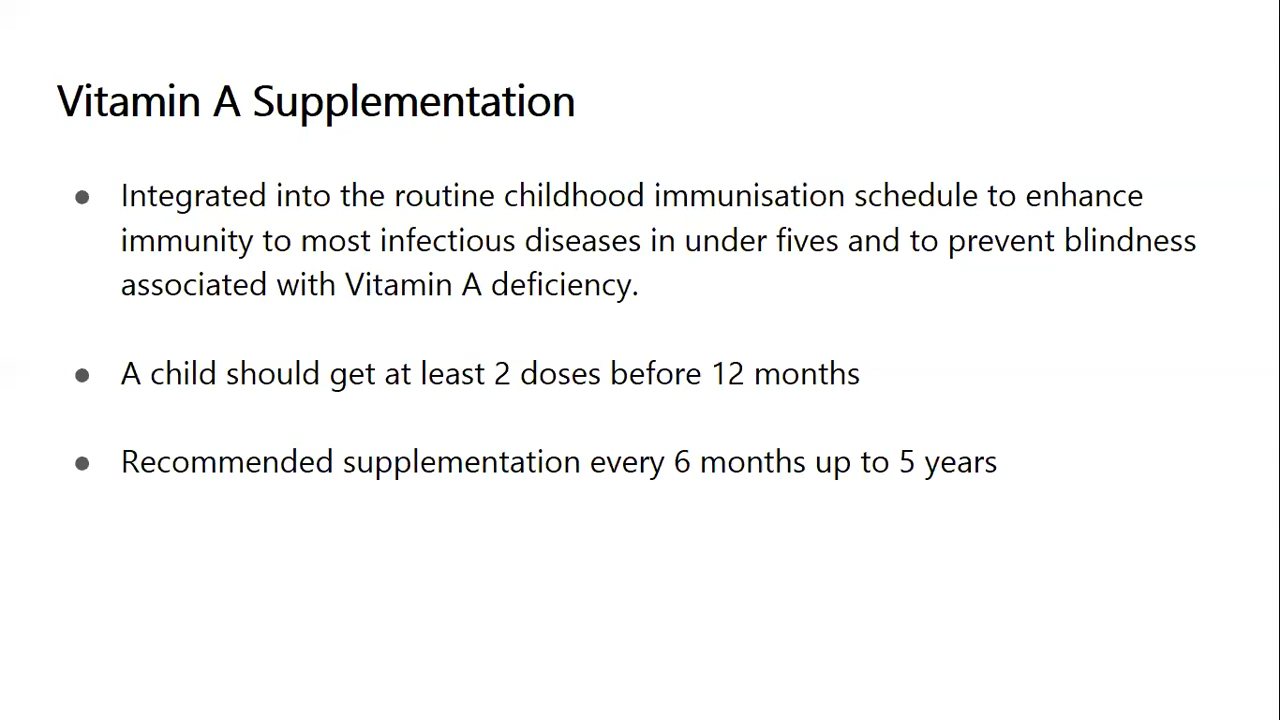 Vitamin A Supplementation
● Integrated into the routine childhood immunisation schedule to enhance
immunity to most infectious diseases in under fives and to prevent blindness
associated with Vitamin A deficiency.
● A child should get at least 2 doses before 12 months
● Recommended supplementation every 6 months up to 5 years